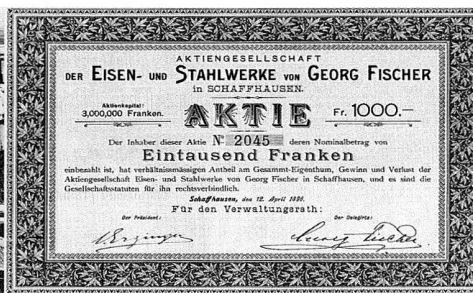 AKTIENGESELLSCHAFT
DER EISEN- UND STAHLWERKE VON GEORG FISCHER
in SCHAFFHAUSEN.
Aktienkapital:
3,000,000 Franken.
AKTIE
Fr. 1000.—
Der Inhaber dieser Aktie No 2045 deren Nominalbetrag von
Eintausend Franken
einbezahlt ist, hat verhältnissmässigen Antheil am Gesammt-Eigenthum, Gewinn und Verlust der
Aktiengesellschaft Eisen- und Stahlwerke von Georg Fischer in Schaffhausen, und es sind die
Gesellschaftsstatuten für ihn rechtsverbindlich.
Schaffhausen, den 12. April 1896.
Für den Verwaltungsrath:
Der Präsident:
Der Delegirte:
Georg Fischer